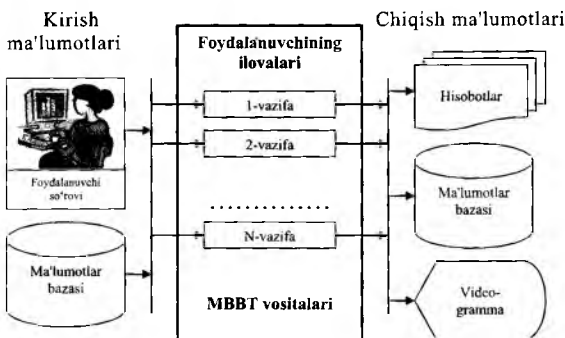 Kirish
ma'lumotlari
Foydalanuvchi
so'rovi
Ma'lumotlar
bazasi
Foydalanuvchining
ilovalari
1-vazifa
2-vazifa
..............
N-vazifa
MBBT vositalari
Chiqish ma'lumotlari
Hisobotlar
Ma'lumotlar
bazasi
Video-
gramma